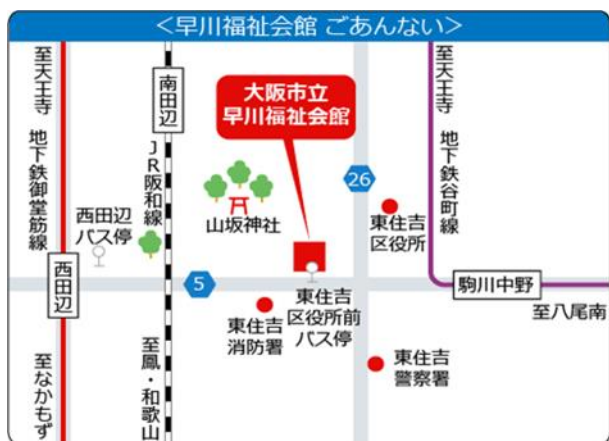 ＜早川福祉会館 ごあんない＞
至天王寺
地下鉄御堂筋線
西田辺
至なかもず
西田辺
バス停
南田辺
JR阪和線
至鳳・和歌山
山坂神社
大阪市立
早川福祉会館
5
26
東住吉
消防署
東住吉
区役所前
バス停
東住吉
区役所
東住吉
警察署
至天王寺
地下鉄谷町線
駒川中野
至八尾南